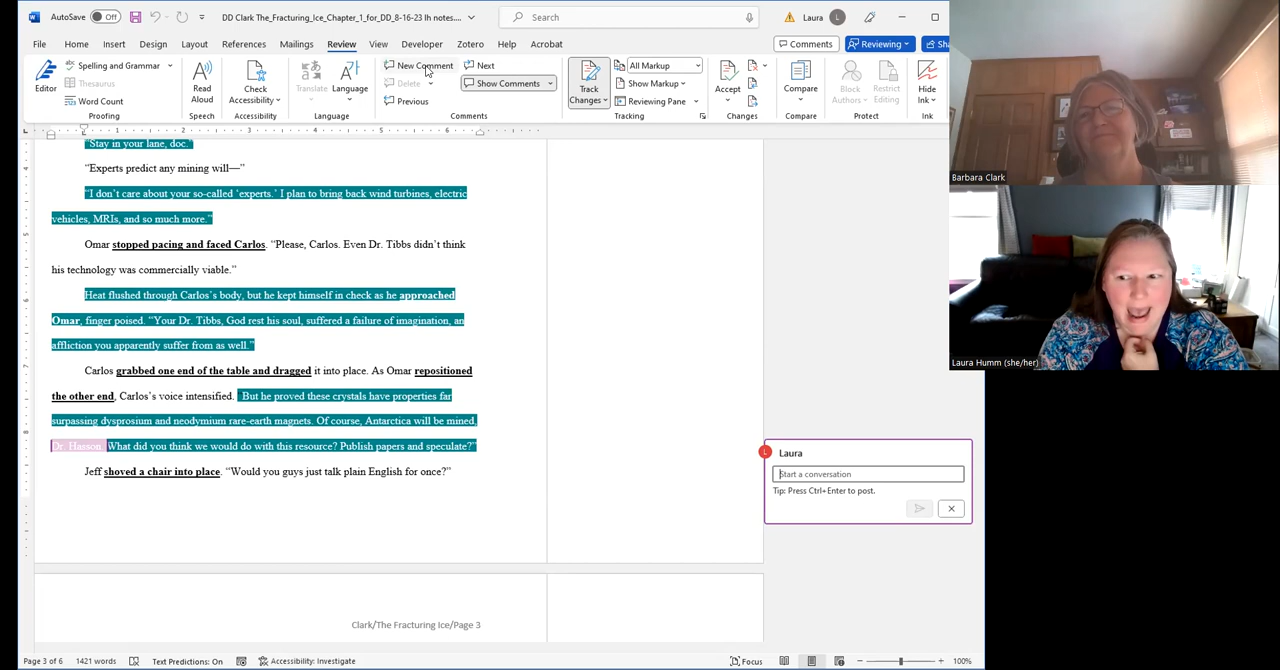 AutoSave Off DD Clark The_Fracturing_Ice_Chapter_1_for_DD_8-16-23 lh notes.... Search Laura L
File Home Insert Design Layout References Mailings Review View Developer Zotero Help Acrobat Comments Reviewing Sha
Editor Spelling and Grammar Thesaurus Word Count Read Aloud Check Accessibility Translate Language New Comment Delete Previous Next Show Comments Track Changes All Markup Show Markup Reviewing Pane Accept Compare Block Authors Restrict Editing Hide Ink
Proofing Speech Accessibility Language Comments Tracking Changes Compare Protect Ink
1 2 3 4 5 6
“Stay in your lane, doc.”
“Experts predict any mining will—”
“I don’t care about your so-called ‘experts.’ I plan to bring back wind turbines, electric
vehicles, MRIs, and so much more.”
Omar stopped pacing and faced Carlos. “Please, Carlos. Even Dr. Tibbs didn’t think
his technology was commercially viable.”
Heat flushed through Carlos’s body, but he kept himself in check as he approached
Omar, finger poised. “Your Dr. Tibbs, God rest his soul, suffered a failure of imagination, an
affliction you apparently suffer from as well.”
Carlos grabbed one end of the table and dragged it into place. As Omar repositioned
the other end, Carlos’s voice intensified. But he proved these crystals have properties far
surpassing dysprosium and neodymium rare-earth magnets. Of course, Antarctica will be mined,
Dr. What did you think we would do with this resource? Publish papers and speculate?”
Jeff shoved a chair into place. “Would you guys just talk plain English for once?”
Clark/The Fracturing Ice/Page 3
L Laura
Start a conversation
Tip: Press Ctrl+Enter to post.
Barbara Clark
Laura Humm (she/her)
Page 3 of 6 1421 words Text Predictions: On Accessibility: Investigate Focus 100%